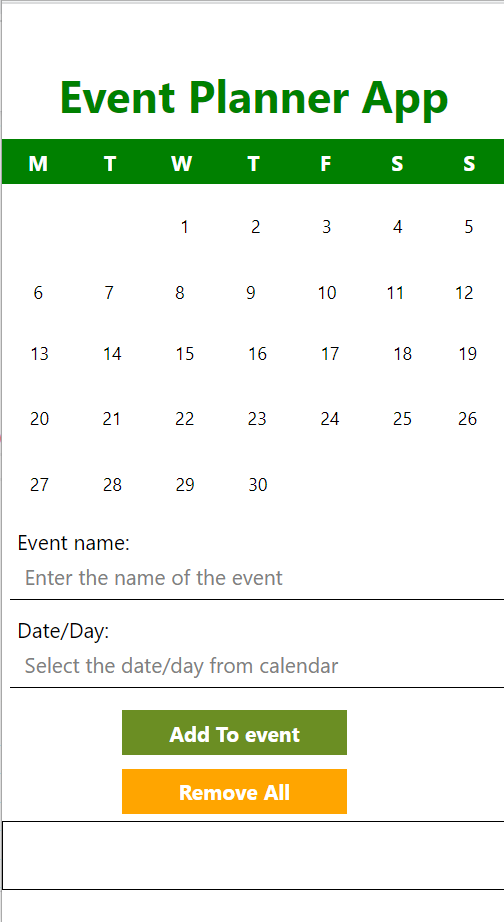 Event Planner App
M T W T F S S
1 2 3 4 5
6 7 8 9 10 11 12
13 14 15 16 17 18 19
20 21 22 23 24 25 26
27 28 29 30
Event name:
Enter the name of the event
Date/Day:
Select the date/day from calendar
Add To event
Remove All